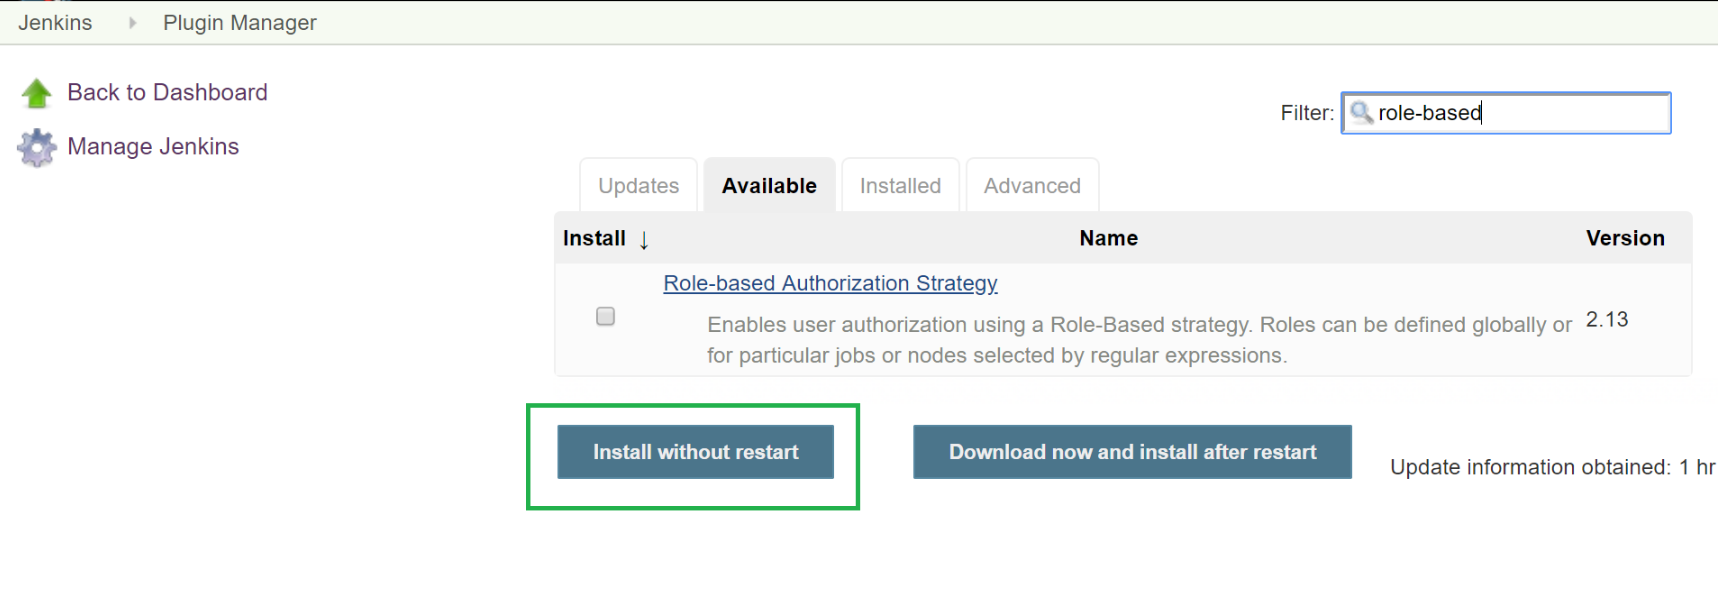 Jenkins Plugin Manager
Back to Dashboard
Manage Jenkins
Filter: role-based
Updates Available Installed Advanced
Install ↓ Name Version
Role-based Authorization Strategy
Enables user authorization using a Role-Based strategy. Roles can be defined globally or
for particular jobs or nodes selected by regular expressions.
2.13
Install without restart Download now and install after restart Update information obtained: 1 hr